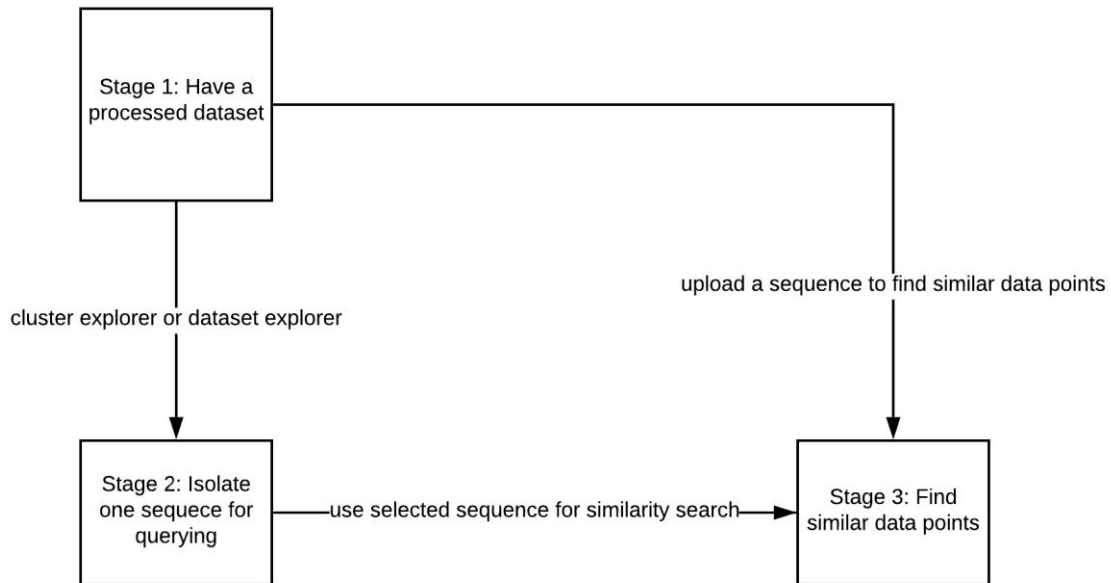 Stage 1: Have a
processed dataset
upload a sequence to find similar data points
cluster explorer or dataset explorer
Stage 2: Isolate
one sequece for
querying
use selected sequence for similarity search
Stage 3: Find
similar data points